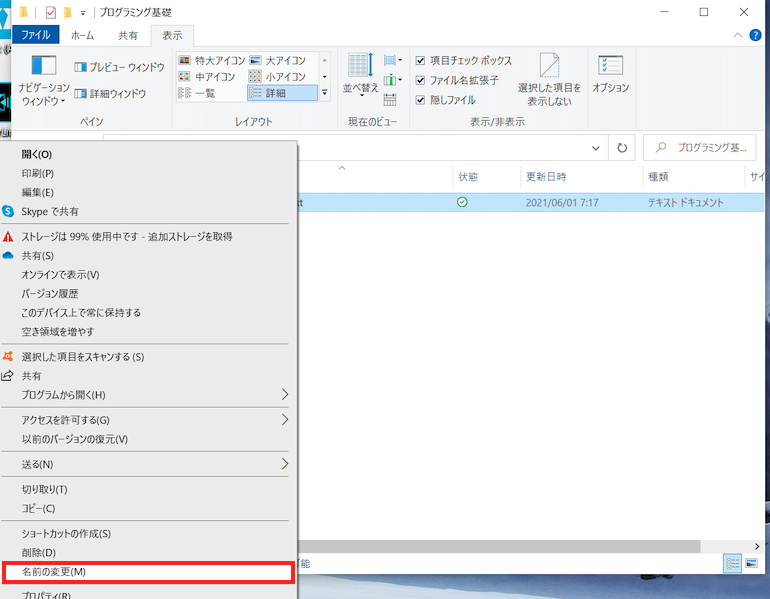 プログラミング基礎
ファイル ホーム 共有 表示
ナビゲーション ウィンドウ
プレビュー ウィンドウ
詳細ウィンドウ
ペイン
特大アイコン 大アイコン
中アイコン 小アイコン
一覧 詳細
レイアウト
並べ替え
現在のビュー
項目チェック ボックス
ファイル名拡張子
隠しファイル
選択した項目を
表示しない
表示/非表示
オプション
プログラミング基...
状態 更新日時 種類 サイ
xt 2021/06/01 7:17 テキスト ドキュメント
開く(O)
印刷(P)
編集(E)
Skype で共有
ストレージは 99% 使用中です - 追加ストレージを取得
共有(S)
オンラインで表示(V)
バージョン履歴
このデバイス上で常に保持する
空き領域を増やす
選択した項目をスキャンする (S)
共有
プログラムから開く(H)
アクセスを許可する(G)
以前のバージョンの復元(V)
送る(N)
切り取り(T)
コピー(C)
ショートカットの作成(S)
削除(D)
名前の変更(M)
プロパティ(R)
可能